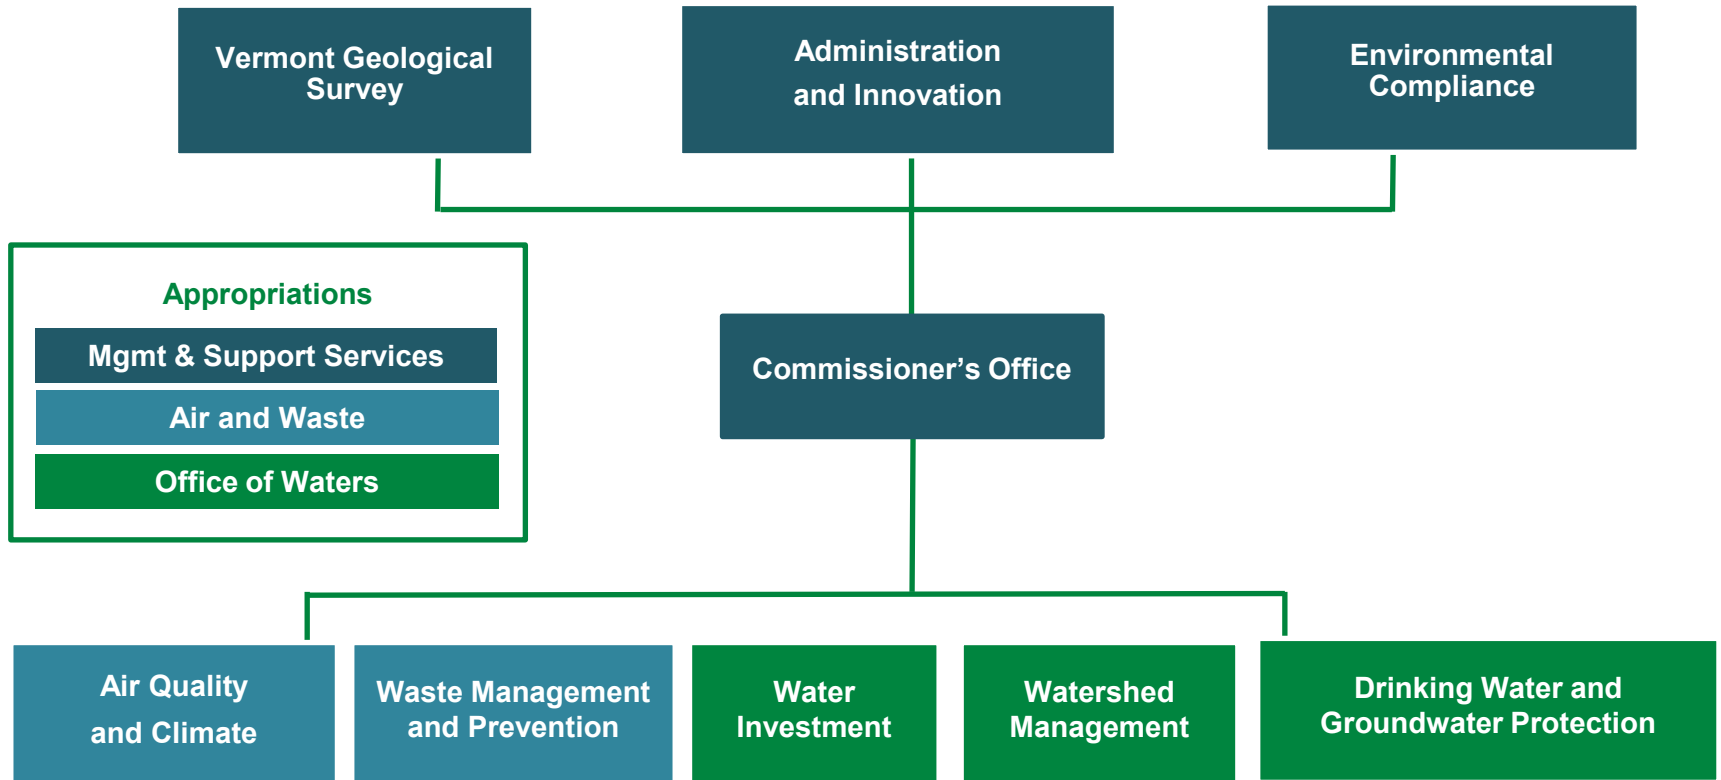 Vermont Geological
Survey
Administration
and Innovation
Environmental
Compliance
Appropriations
Mgmt & Support Services
Air and Waste
Office of Waters
Commissioner’s Office
Air Quality
and Climate
Waste Management
and Prevention
Water
Investment
Watershed
Management
Drinking Water and
Groundwater Protection